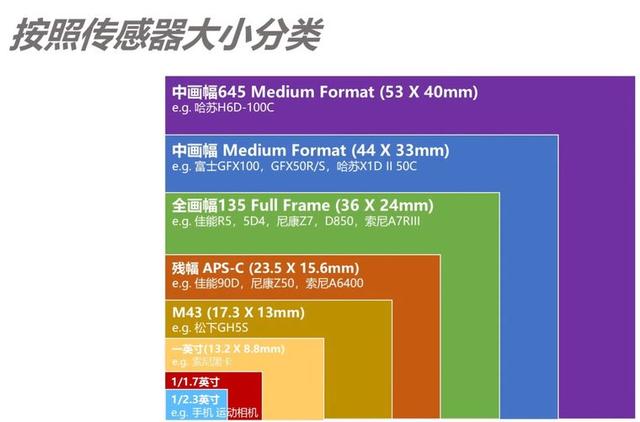 按照传感器大小分类
中画幅645 Medium Format (53 X 40mm)
e.g. 哈苏H6D-100C
中画幅 Medium Format (44 X 33mm)
e.g. 富士GFX100，GFX50R/S，哈苏X1D II 50C
全画幅135 Full Frame (36 X 24mm)
e.g. 佳能R5，5D4，尼康Z7，D850，索尼A7RIII
残幅 APS-C (23.5 X 15.6mm)
e.g. 佳能90D，尼康Z50，索尼A6400
M43 (17.3 X 13mm)
e.g. 松下GH5S
一英寸(13.2 X 8.8mm)
e.g. 索尼黑卡
1/1.7英寸
1/2.3英寸
e.g. 手机 运动相机